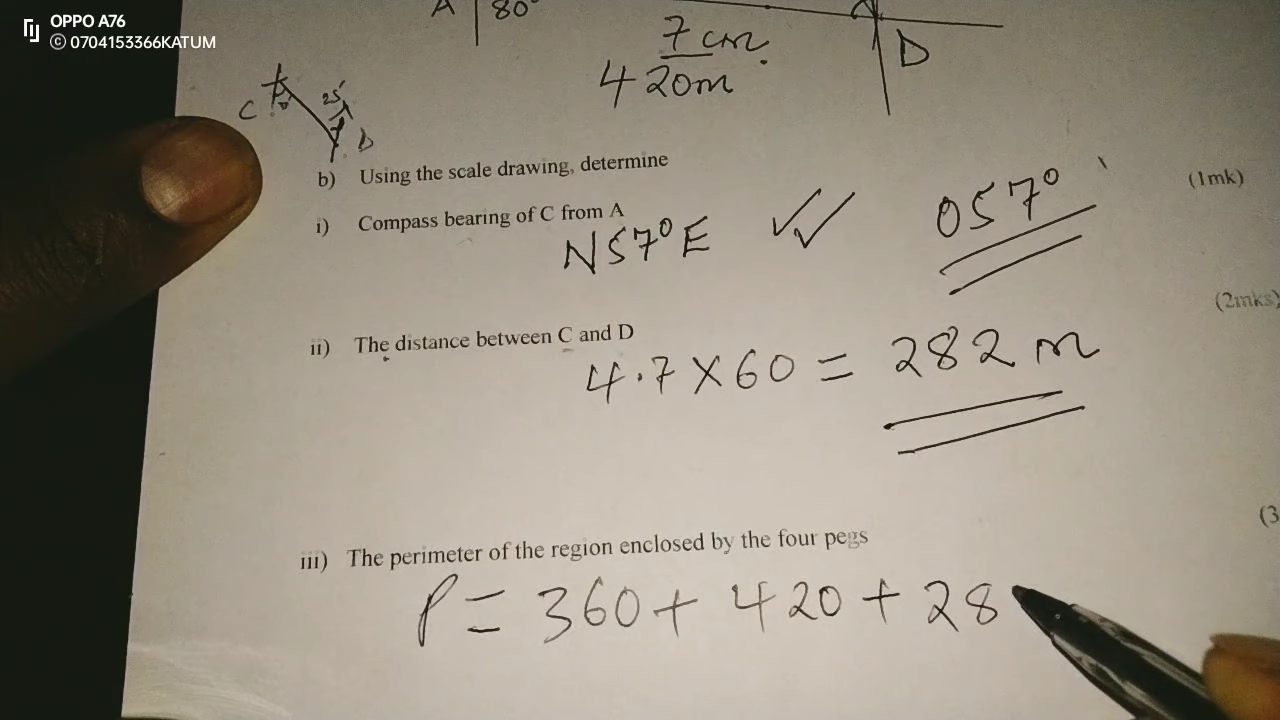 OPPO A76
© 0704153366KATUM
A 80°
7cm.
420m
D
C
25°
D
b) Using the scale drawing, determine
i) Compass bearing of C from A (1mk)
N57°E 057°
ii) The distance between C and D (2mks)
4.7 × 60 = 282 m
iii) The perimeter of the region enclosed by the four pegs (3
P = 360 + 420 + 28